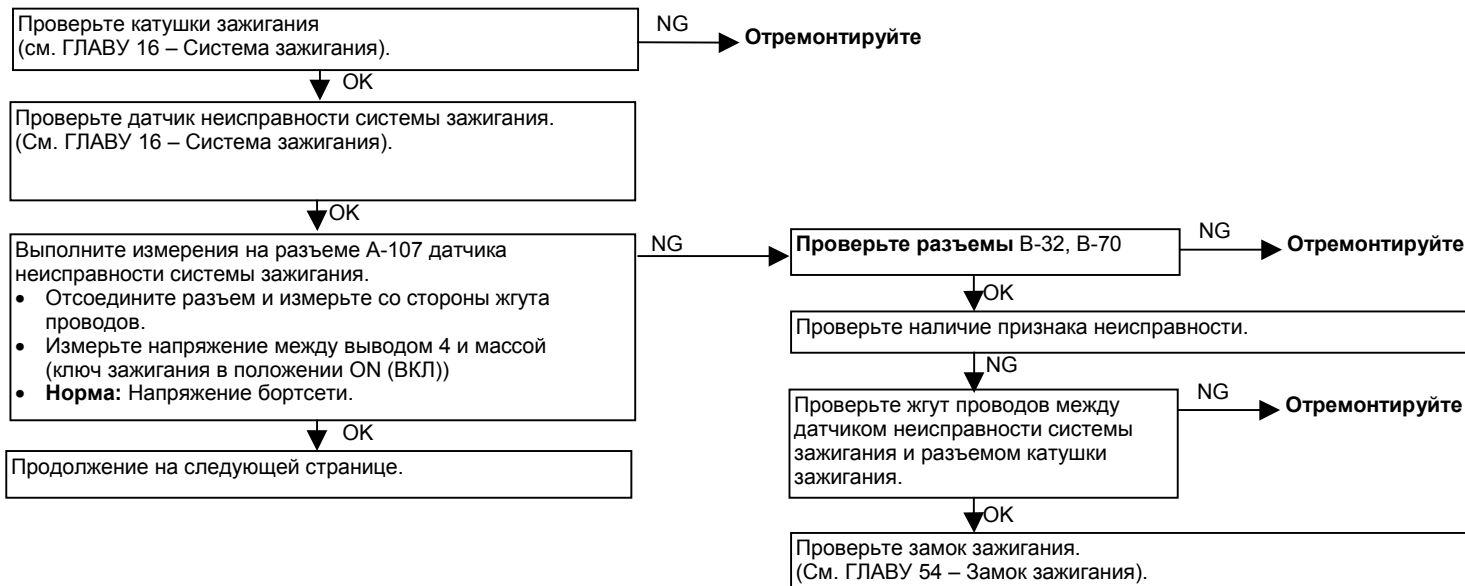 Проверьте катушки зажигания
(см. ГЛАВУ 16 – Система зажигания).
NG
Отремонтируйте
OK
Проверьте датчик неисправности системы зажигания.
(См. ГЛАВУ 16 – Система зажигания).
OK
Выполните измерения на разъеме A-107 датчика
неисправности системы зажигания.
• Отсоедините разъем и измерьте со стороны жгута
проводов.
• Измерьте напряжение между выводом 4 и массой
(ключ зажигания в положении ON (ВКЛ))
• Норма: Напряжение бортсети.
NG
OK
Продолжение на следующей странице.
Проверьте разъемы B-32, B-70
NG
Отремонтируйте
OK
Проверьте наличие признака неисправности.
NG
Проверьте жгут проводов между
датчиком неисправности системы
зажигания и разъемом катушки
зажигания.
NG
Отремонтируйте
OK
Проверьте замок зажигания.
(См. ГЛАВУ 54 – Замок зажигания).